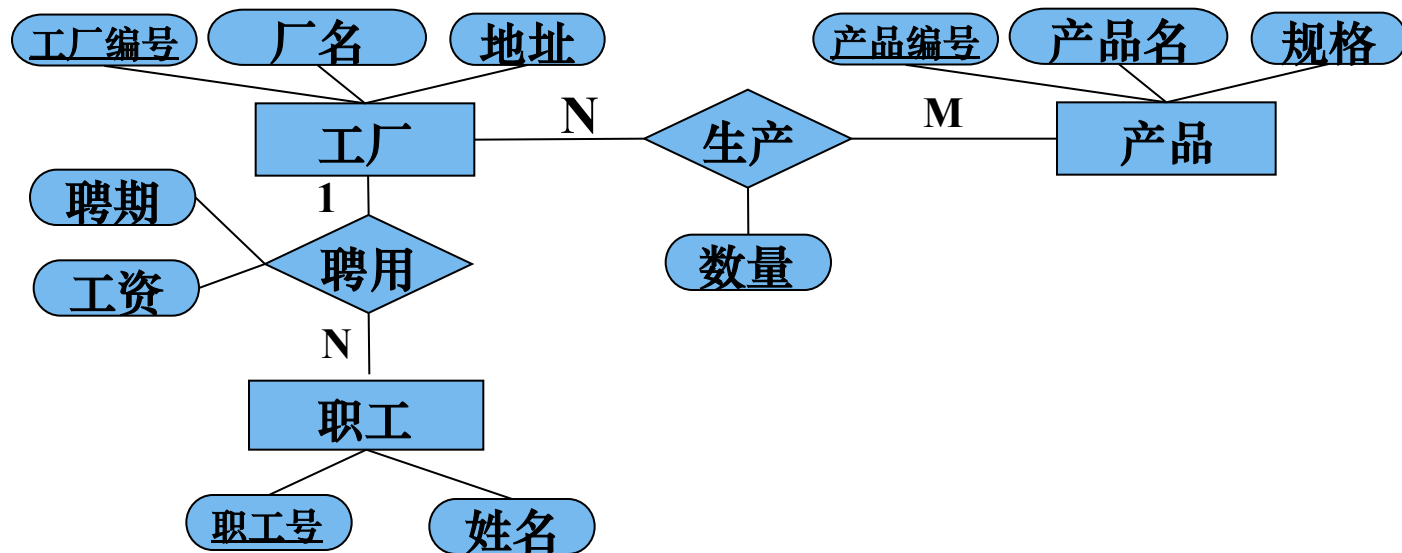 工厂编号 厂名 地址 产品编号 产品名 规格
工厂 N 生产 M 产品
聘期 1
工资 聘用 数量
N
职工
职工号 姓名